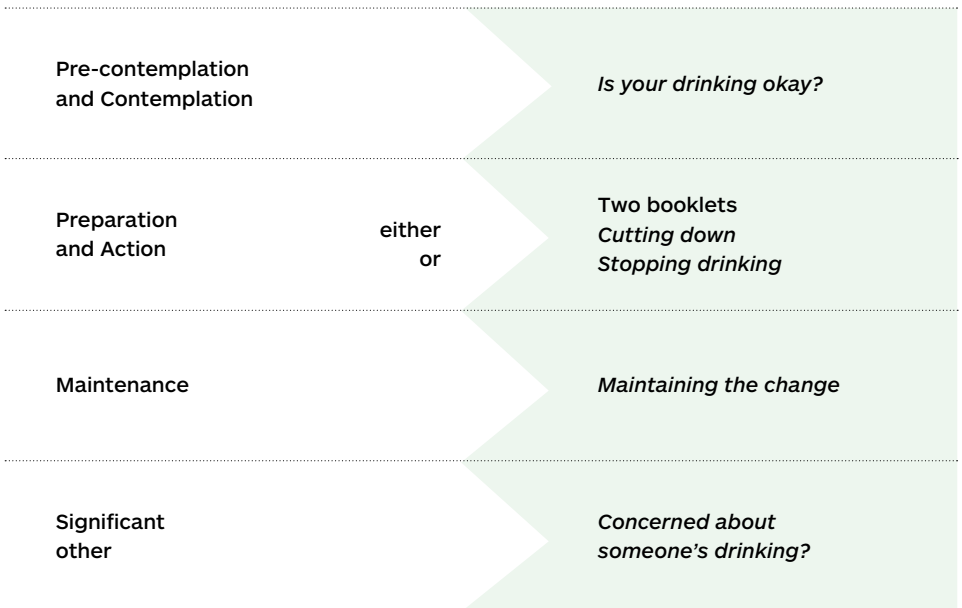 Pre-contemplation
and Contemplation
Is your drinking okay?
Preparation
and Action
either
or
Two booklets
Cutting down
Stopping drinking
Maintenance
Maintaining the change
Significant
other
Concerned about
someone’s drinking?